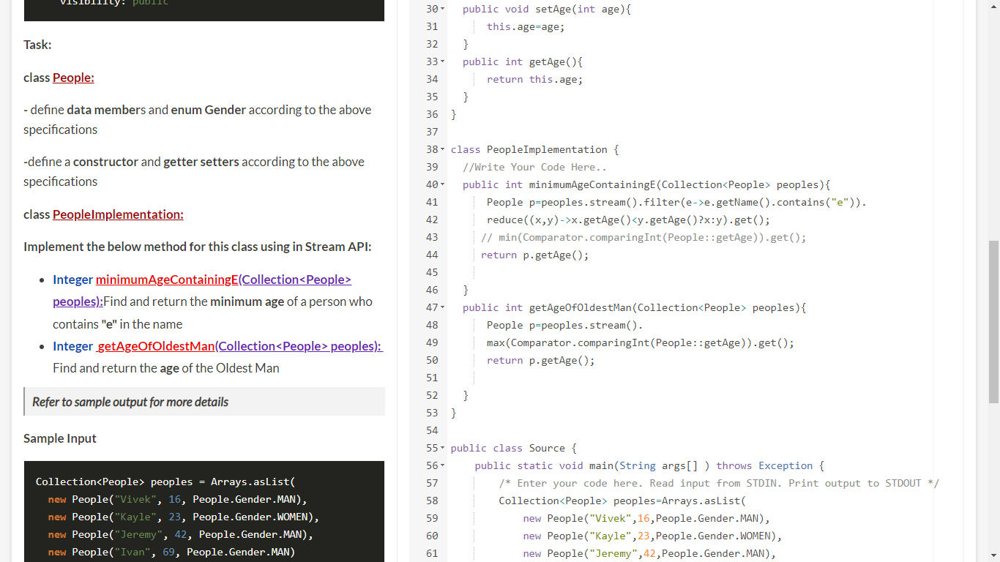 visibility: public
Task:
class People:
- define data members and enum Gender according to the above
specifications
-define a constructor and getter setters according to the above
specifications
class PeopleImplementation:
Implement the below method for this class using in Stream API:
• Integer minimumAgeContainingE(Collection<People>
peoples):Find and return the minimum age of a person who
contains "e" in the name
• Integer getAgeOfOldestMan(Collection<People> peoples):
Find and return the age of the Oldest Man
Refer to sample output for more details
Sample Input
Collection<People> peoples = Arrays.asList(
new People("Vivek", 16, People.Gender.MAN),
new People("Kayle", 23, People.Gender.WOMEN),
new People("Jeremy", 42, People.Gender.MAN),
new People("Ivan", 69, People.Gender.MAN)
30 public void setAge(int age){
31 this.age=age;
32 }
33 public int getAge(){
34 return this.age;
35 }
36 }
37
38 class PeopleImplementation {
39 //Write Your Code Here..
40 public int minimumAgeContainingE(Collection<People> peoples){
41 People p=peoples.stream().filter(e->e.getName().contains("e")).
42 reduce((x,y)->x.getAge()<y.getAge()?x:y).get();
43 // min(Comparator.comparingInt(People::getAge)).get();
44 return p.getAge();
45
46 }
47 public int getAgeOfOldestMan(Collection<People> peoples){
48 People p=peoples.stream().
49 max(Comparator.comparingInt(People::getAge)).get();
50 return p.getAge();
51
52 }
53 }
54
55 public class Source {
56 public static void main(String args[] ) throws Exception {
57 /* Enter your code here. Read input from STDIN. Print output to STDOUT */
58 Collection<People> peoples=Arrays.asList(
59 new People("Vivek",16,People.Gender.MAN),
60 new People("Kayle",23,People.Gender.WOMEN),
61 new People("Jeremy",42,People.Gender.MAN),